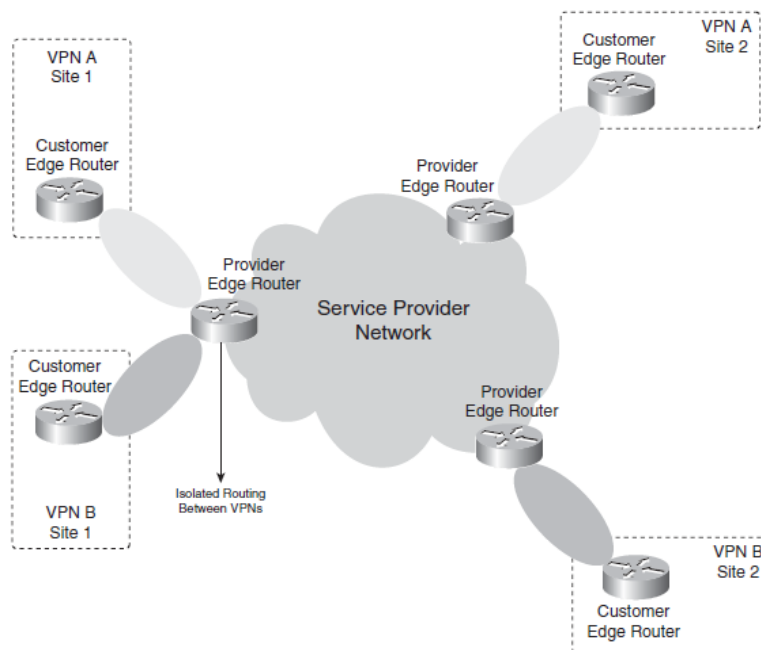 VPN A
Site 1
Customer
Edge Router
Customer
Edge Router
VPN A
Site 2
Provider
Edge Router
Provider
Edge Router
Service Provider
Network
Customer
Edge Router
Provider
Edge Router
Isolated Routing
Between VPNs
VPN B
Site 1
VPN B
Site 2
Customer
Edge Router